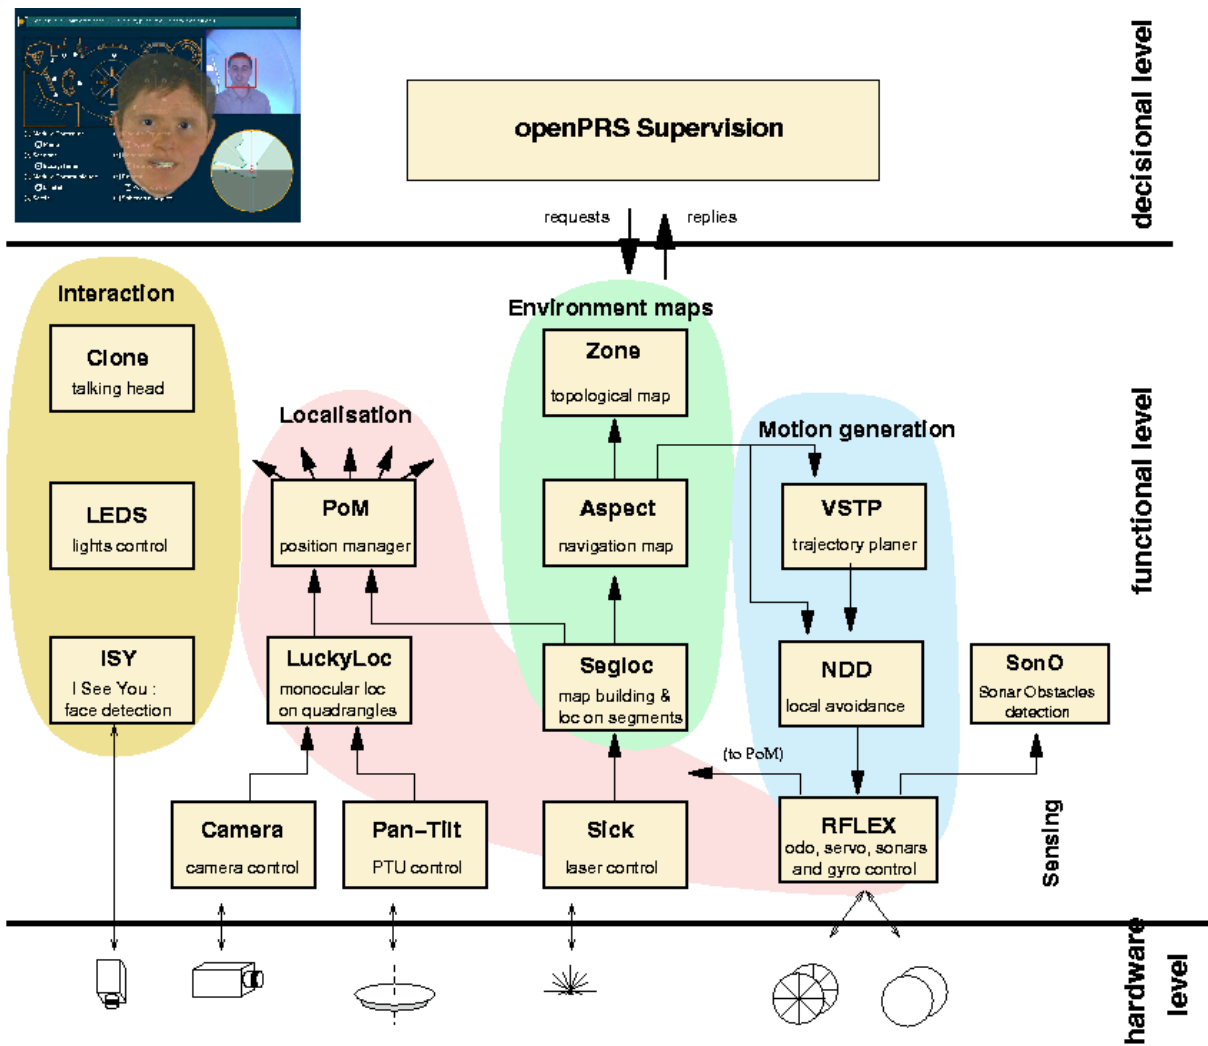 openPRS Supervision
decisional level
requests
replies
Interaction
Environment maps
Clone
talking head
Zone
topological map
Localisation
Motion generation
functional level
LEDS
lights control
PoM
position manager
Aspect
navigation map
VSTP
trajectory planer
ISY
I See You :
face detection
LuckyLoc
monocular loc
on quadrangles
Segloc
map building &
loc on segments
NDD
local avoidance
SonO
Sonar Obstacles
detection
(to PoM)
Camera
camera control
Pan-Tilt
PTU control
Sick
laser control
RFLEX
odo, servo, sonars
and gyro control
Sensing
hardware
level